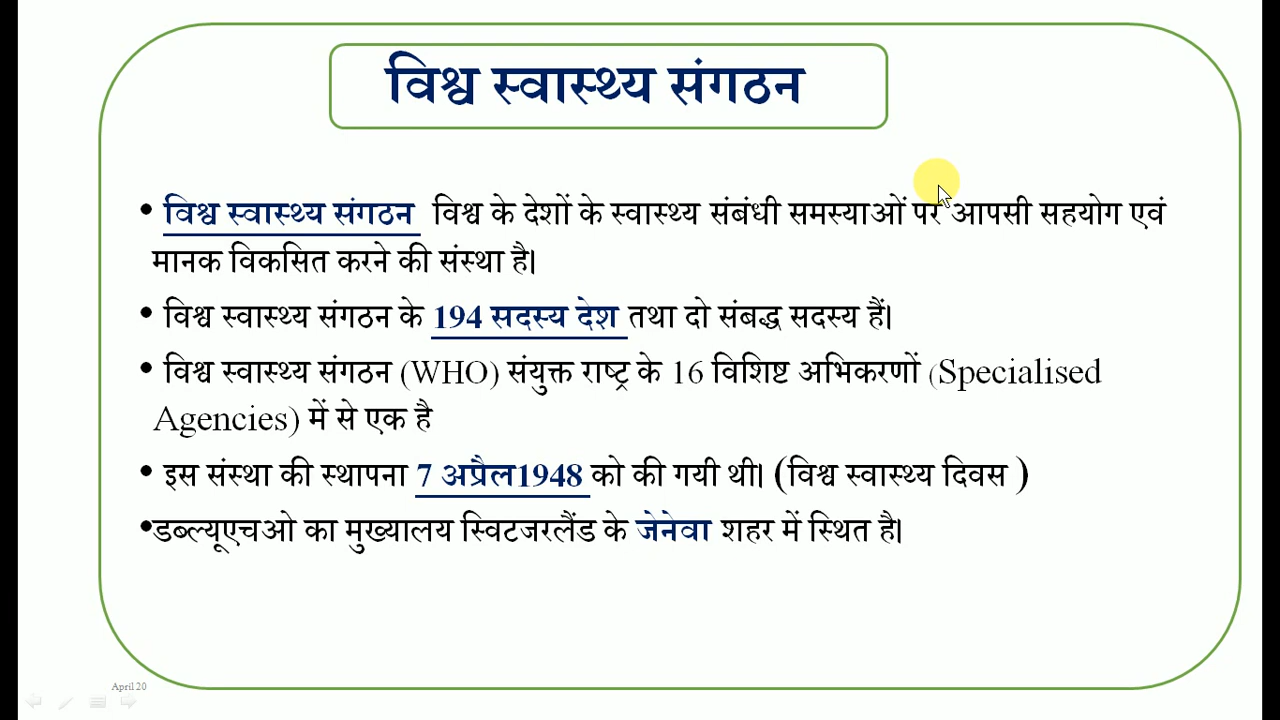 विश्व स्वास्थ्य संगठन
• विश्व स्वास्थ्य संगठन विश्व के देशों के स्वास्थ्य संबंधी समस्याओं पर आपसी सहयोग एवं
मानक विकसित करने की संस्था है।
• विश्व स्वास्थ्य संगठन के 194 सदस्य देश तथा दो संबद्ध सदस्य हैं।
• विश्व स्वास्थ्य संगठन (WHO) संयुक्त राष्ट्र के 16 विशिष्ट अभिकरणों (Specialised
Agencies) में से एक है
• इस संस्था की स्थापना 7 अप्रैल1948 को की गयी थी। (विश्व स्वास्थ्य दिवस )
•डब्ल्यूएचओ का मुख्यालय स्विटजरलैंड के जेनेवा शहर में स्थित है।
April 20